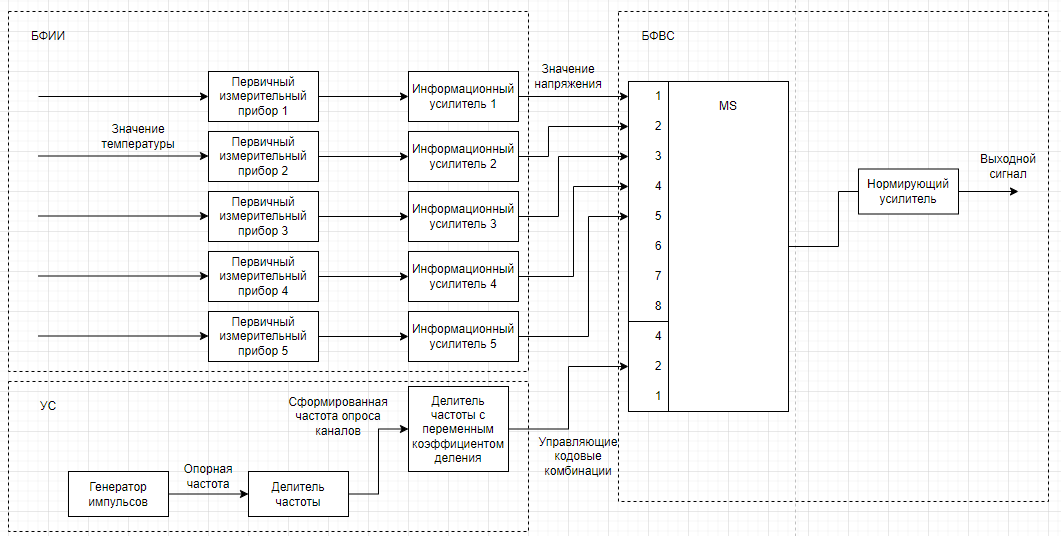 БФИИ
БФВС
Значение
температуры
Первичный
измерительный
прибор 1
Первичный
измерительный
прибор 2
Первичный
измерительный
прибор 3
Первичный
измерительный
прибор 4
Первичный
измерительный
прибор 5
Информационный
усилитель 1
Информационный
усилитель 2
Информационный
усилитель 3
Информационный
усилитель 4
Информационный
усилитель 5
Значение
напряжения
1
2
3
4
5
6
7
8
4
2
1
MS
Нормирующий
усилитель
Выходной
сигнал
УС
Генератор
импульсов
Опорная
частота
Делитель
частоты
Сформированная
частота опроса
каналов
Делитель
частоты с
переменным
коэффициентом
деления
Управляющие
кодовые
комбинации